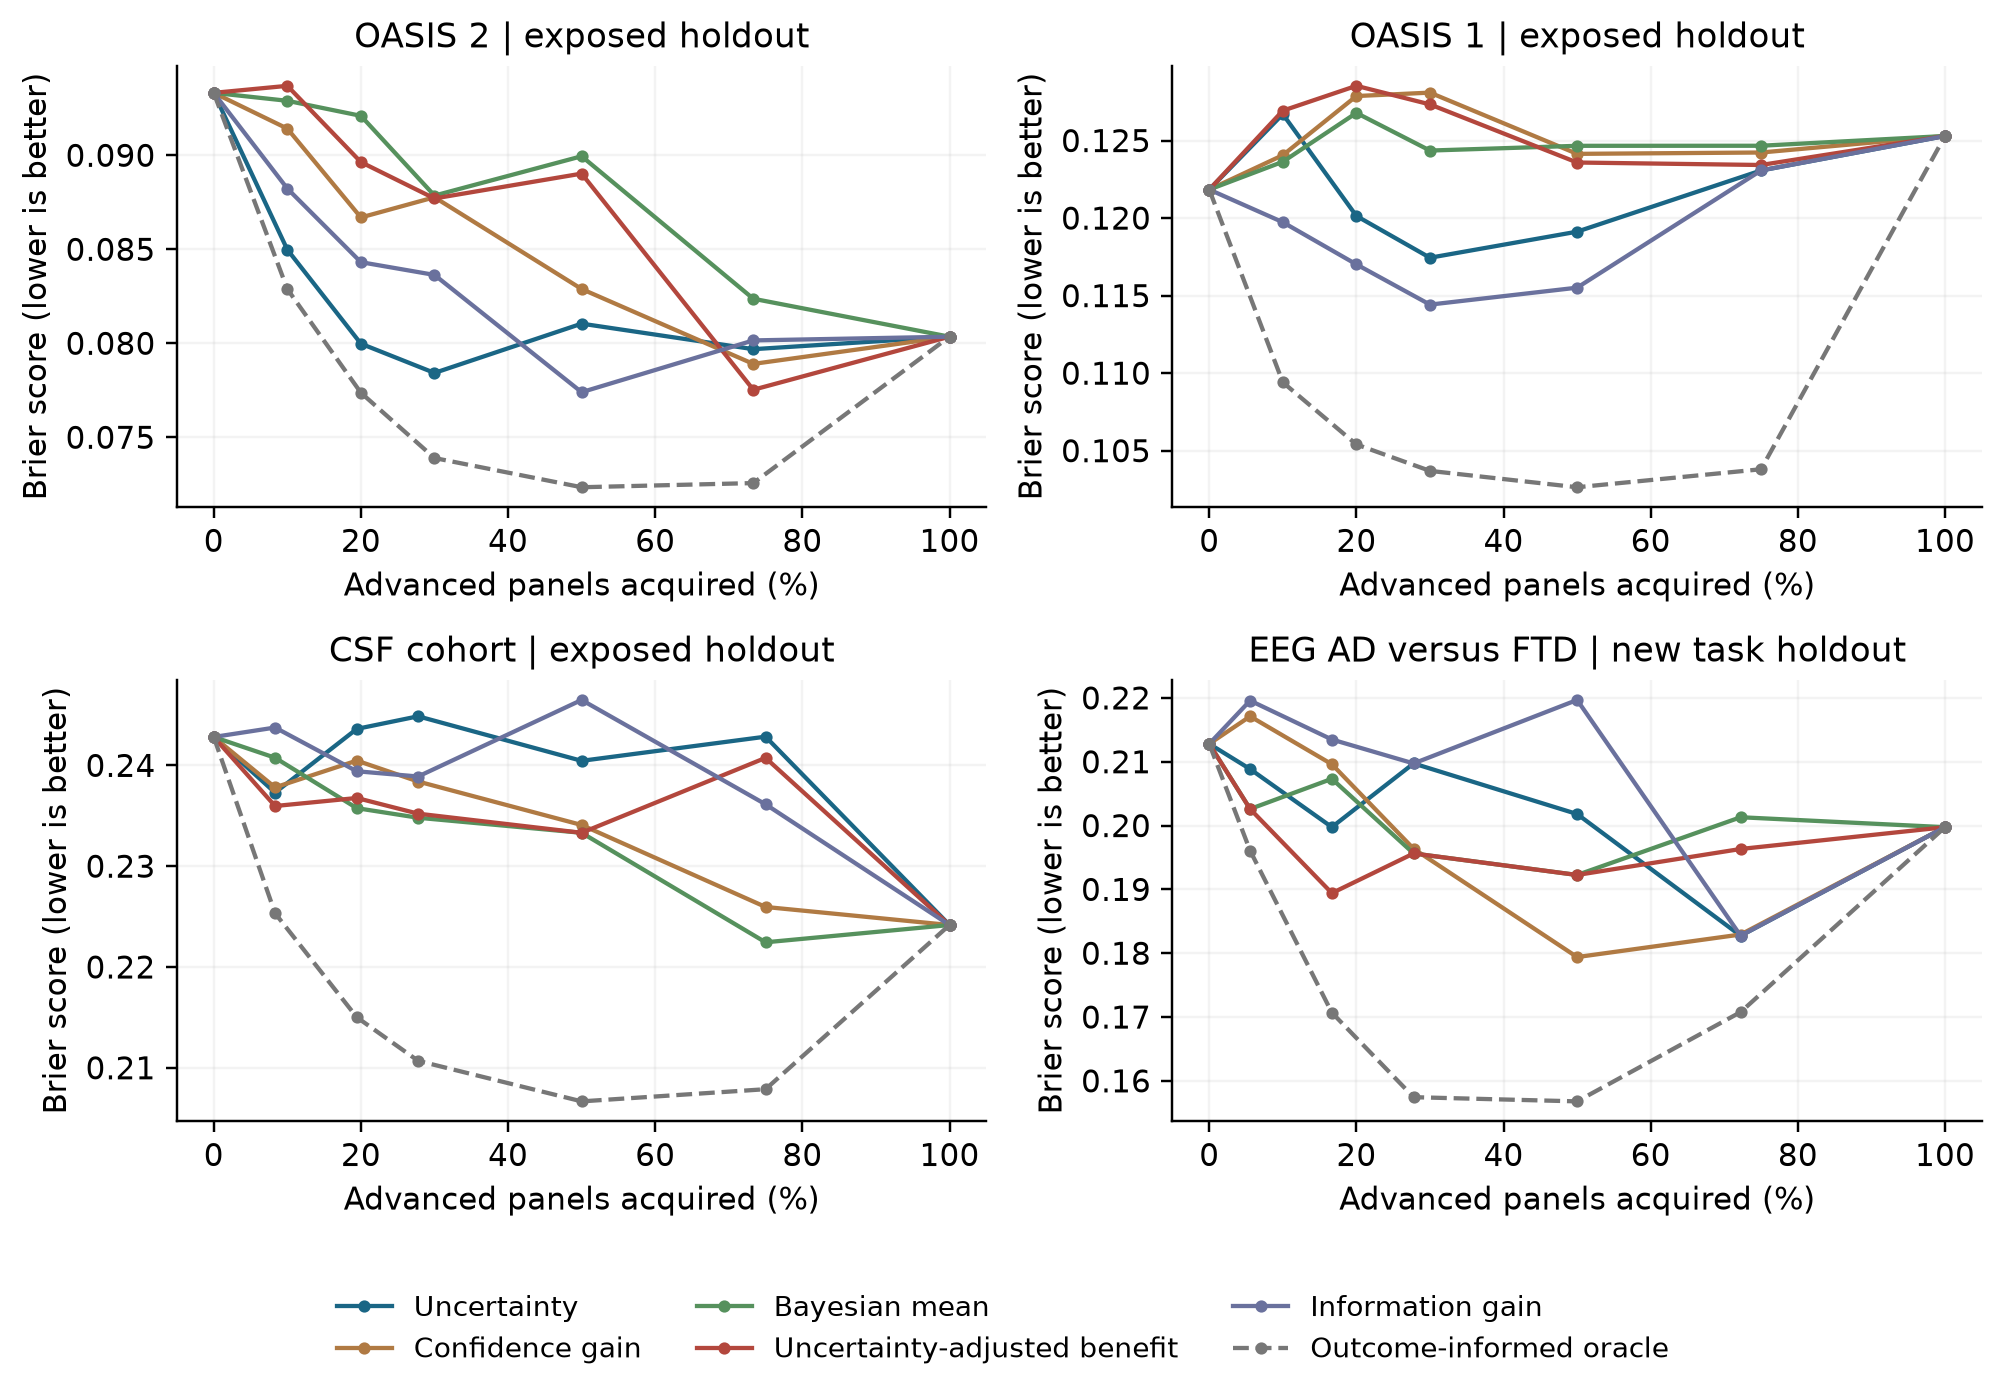 OASIS 2 | exposed holdout
Brier score (lower is better)
0.090
0.085
0.080
0.075
0 20 40 60 80 100
Advanced panels acquired (%)
OASIS 1 | exposed holdout
Brier score (lower is better)
0.125
0.120
0.115
0.110
0.105
0 20 40 60 80 100
Advanced panels acquired (%)
CSF cohort | exposed holdout
Brier score (lower is better)
0.24
0.23
0.22
0.21
0 20 40 60 80 100
Advanced panels acquired (%)
EEG AD versus FTD | new task holdout
Brier score (lower is better)
0.22
0.21
0.20
0.19
0.18
0.17
0.16
0 20 40 60 80 100
Advanced panels acquired (%)
Uncertainty
Confidence gain
Bayesian mean
Uncertainty-adjusted benefit
Information gain
Outcome-informed oracle